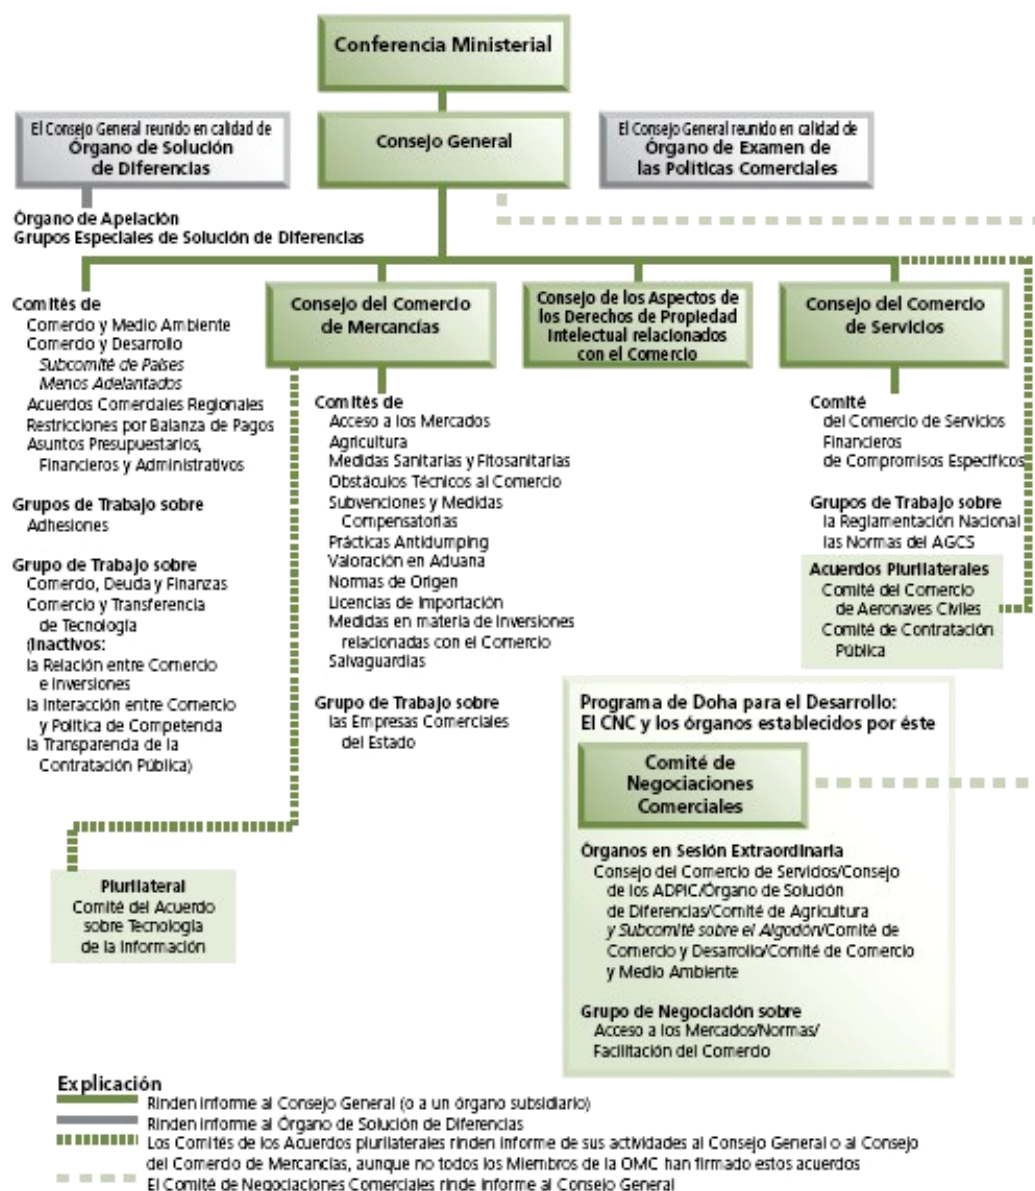 Conferencia Ministerial
El Consejo General reunido en calidad de
Órgano de Solución
de Diferencias
Consejo General
El Consejo General reunido en calidad de
Órgano de Examen de
las Políticas Comerciales
Órgano de Apelación
Grupos Especiales de Solución de Diferencias
Comités de
Comercio y Medio Ambiente
Comercio y Desarrollo
Subcomité de Países
Menos Adelantados
Acuerdos Comerciales Regionales
Restricciones por Balanza de Pagos
Asuntos Presupuestarios,
Financieros y Administrativos
Grupos de Trabajo sobre
Adhesiones
Grupo de Trabajo sobre
Comercio, Deuda y Finanzas
Comercio y Transferencia
de Tecnología
(Inactivos:
la Relación entre Comercio
e Inversiones
la Interacción entre Comercio
y Política de Competencia
la Transparencia de la
Contratación Pública)
Plurilateral
Comité del Acuerdo
sobre Tecnología
de la Información
Consejo del Comercio
de Mercancías
Comités de
Acceso a los Mercados
Agricultura
Medidas Sanitarias y Fitosanitarias
Obstáculos Técnicos al Comercio
Subvenciones y Medidas
Compensatorias
Prácticas Antidumping
Valoración en Aduana
Normas de Origen
Licencias de Importación
Medidas en materia de Inversiones
relacionadas con el Comercio
Salvaguardias
Grupo de Trabajo sobre
las Empresas Comerciales
del Estado
Consejo de los Aspectos de
los Derechos de Propiedad
Intelectual relacionados
con el Comercio
Consejo del Comercio
de Servicios
Comité
del Comercio de Servicios
Financieros
de Compromisos Específicos
Grupos de Trabajo sobre
la Reglamentación Nacional
las Normas del AGCS
Acuerdos Plurilaterales
Comité del Comercio
de Aeronaves Civiles
Comité de Contratación
Pública
Programa de Doha para el Desarrollo:
El CNC y los órganos establecidos por éste
Comité de
Negociaciones
Comerciales
Órganos en Sesión Extraordinaria
Consejo del Comercio de Servicios/Consejo
de los ADPIC/Órgano de Solución
de Diferencias/Comité de Agricultura
y Subcomité sobre el Algodón/Comité de
Comercio y Desarrollo/Comité de Comercio
y Medio Ambiente
Grupo de Negociación sobre
Acceso a los Mercados/Normas/
Facilitación del Comercio
Explicación
Rinden informe al Consejo General (o a un órgano subsidiario)
Rinden informe al Órgano de Solución de Diferencias
Los Comités de los Acuerdos plurilaterales rinden informe de sus actividades al Consejo General o al Consejo
del Comercio de Mercancías, aunque no todos los Miembros de la OMC han firmado estos acuerdos
El Comité de Negociaciones Comerciales rinde informe al Consejo General